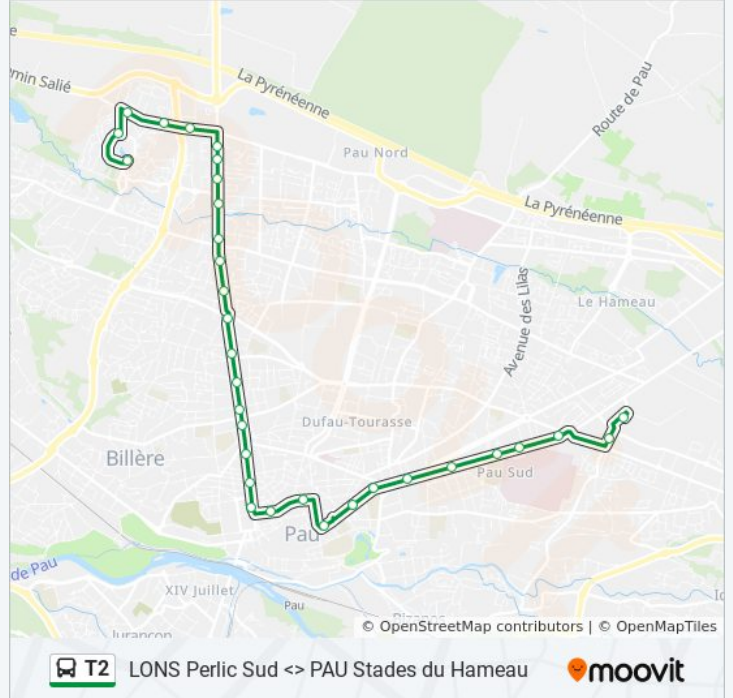 e
min Salié
La Pyrénéenne
Route de Pau
Pau Nord
La Pyrénéenne
Avenue des Lilas
Le Hameau
Dufau-Tourasse
Billère
Pau Sud
Pau
de Pau
XIV Juillet
Pau
Jurançon
© OpenStreetMap contributors | © OpenMapTiles
T2 LONS Perlic Sud <> PAU Stades du Hameau
moovit